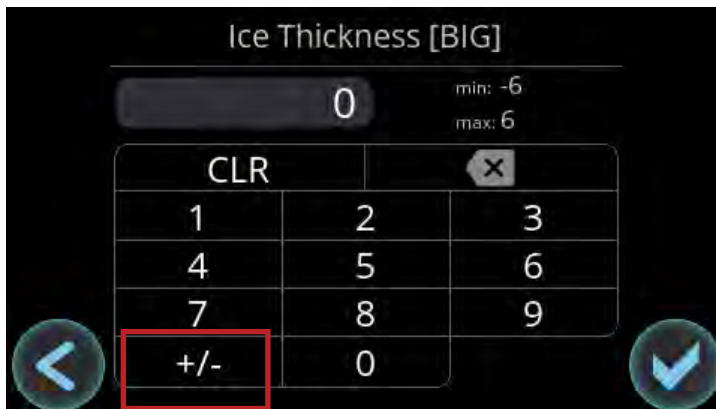 Ice Thickness [BIG]
0 min: -6
max: 6
CLR
1 2 3
4 5 6
7 8 9
+/- 0